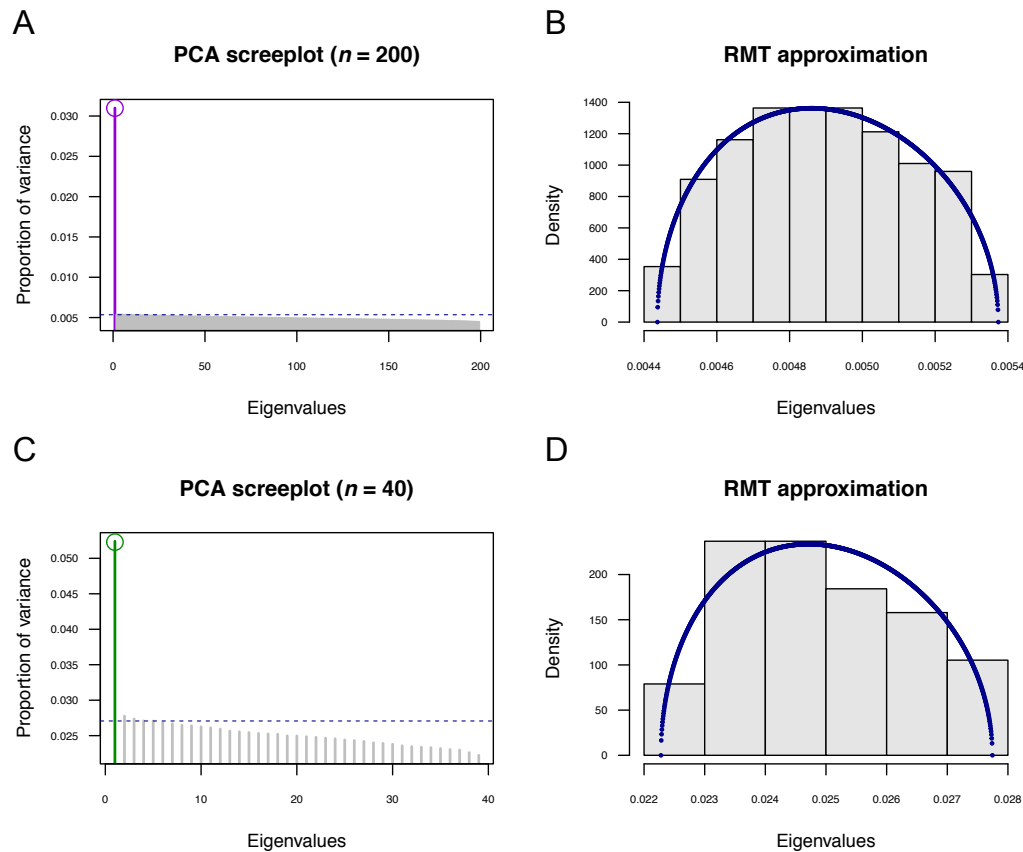 A
PCA screeplot (n = 200)
Proportion of variance
0.030
0.025
0.020
0.015
0.010
0.005
0 50 100 150 200
Eigenvalues
B
RMT approximation
Density
1400
1200
1000
800
600
400
200
0
0.0044 0.0046 0.0048 0.0050 0.0052 0.0054
Eigenvalues
C
PCA screeplot (n = 40)
Proportion of variance
0.050
0.045
0.040
0.035
0.030
0.025
0 10 20 30 40
Eigenvalues
D
RMT approximation
Density
200
150
100
50
0
0.022 0.023 0.024 0.025 0.026 0.027 0.028
Eigenvalues